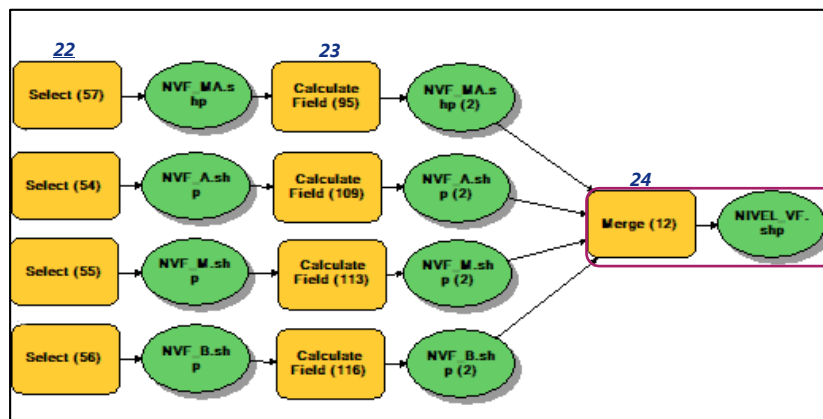 22
23
Select (57)
NVF_MA.s
hp
Calculate
Field (95)
NVF_MA.s
hp (2)
Select (54)
NVF_A.sh
p
Calculate
Field (109)
NVF_A.sh
p (2)
24
Merge (12)
NIVEL_VF.
shp
Select (55)
NVF_M.sh
p
Calculate
Field (113)
NVF_M.sh
p (2)
Select (56)
NVF_B.sh
p
Calculate
Field (116)
NVF_B.sh
p (2)